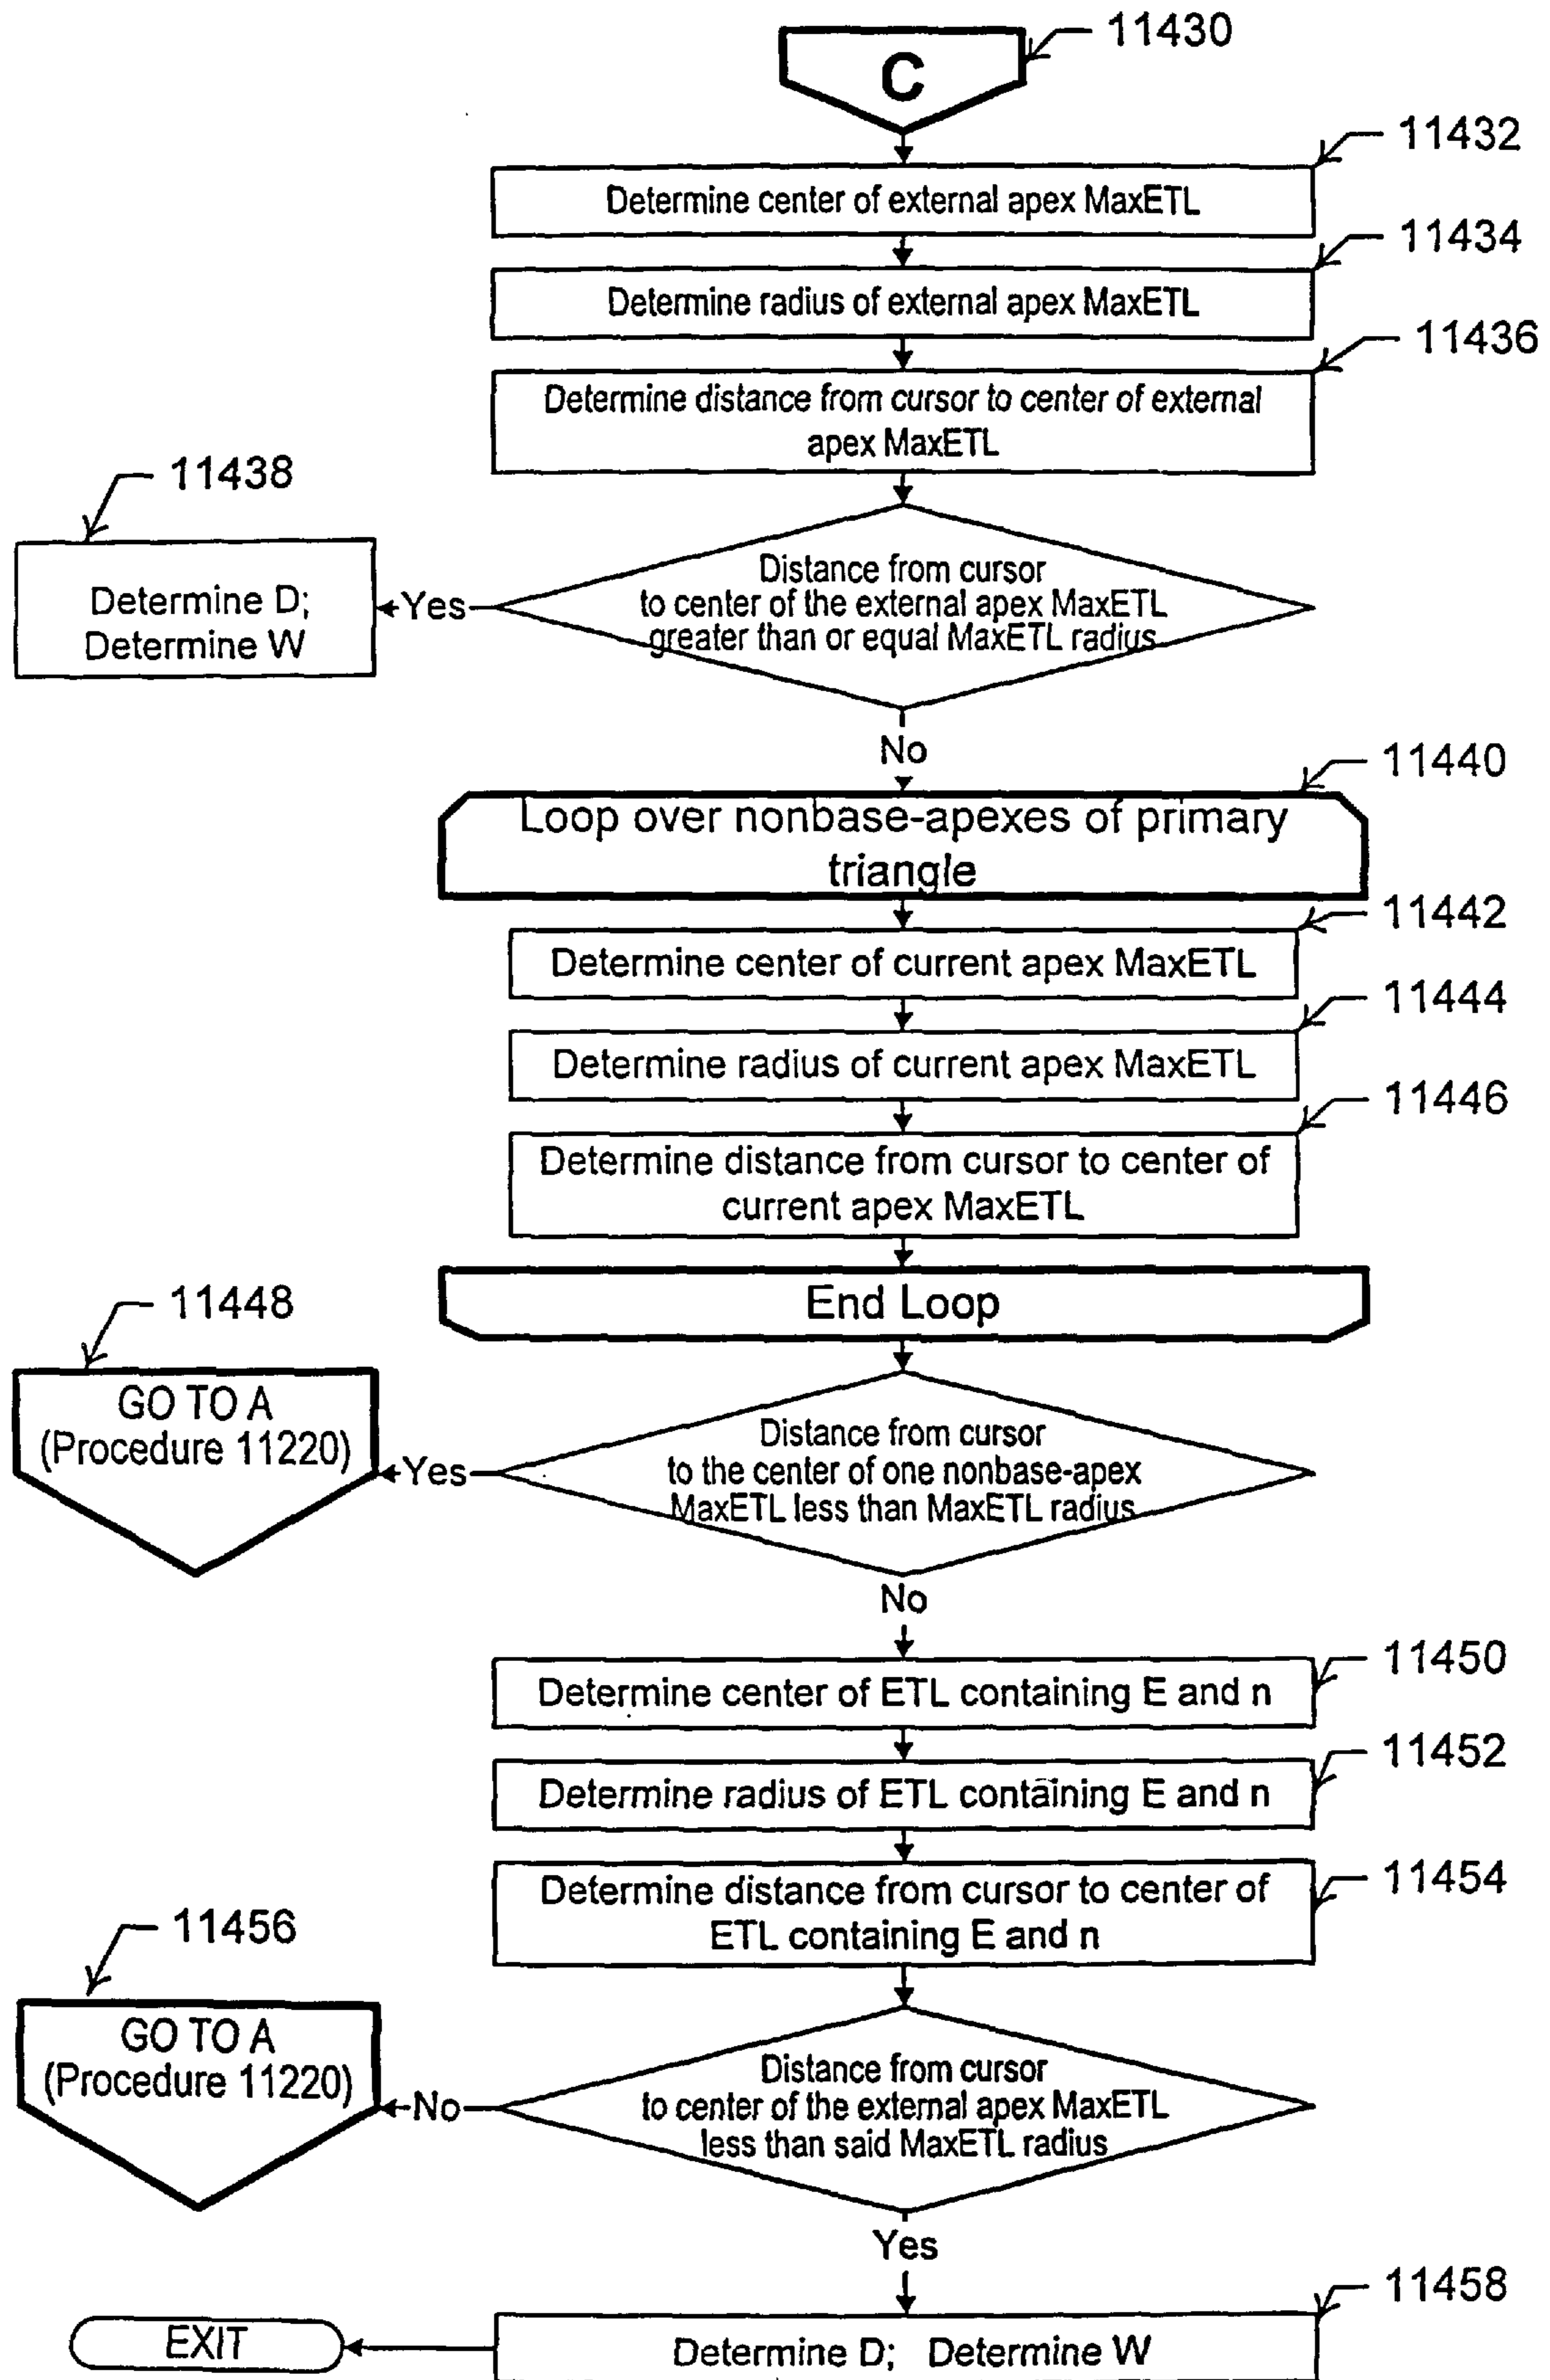 C
11430
11432
Determine center of external apex MaxETL
11434
Determine radius of external apex MaxETL
11436
Determine distance from cursor to center of external
apex MaxETL
11438
Determine D;
Determine W
Yes
Distance from cursor
to center of the external apex MaxETL
greater than or equal MaxETL radius
No
11440
Loop over nonbase-apexes of primary
triangle
11442
Determine center of current apex MaxETL
11444
Determine radius of current apex MaxETL
11446
Determine distance from cursor to center of
current apex MaxETL
End Loop
11448
GO TO A
(Procedure 11220)
Yes
Distance from cursor
to the center of one nonbase-apex
MaxETL less than MaxETL radius
No
11450
Determine center of ETL containing E and n
11452
Determine radius of ETL containing E and n
11454
Determine distance from cursor to center of
ETL containing E and n
11456
GO TO A
(Procedure 11220)
No
Distance from cursor
to center of the external apex MaxETL
less than said MaxETL radius
Yes
11458
Determine D; Determine W
EXIT